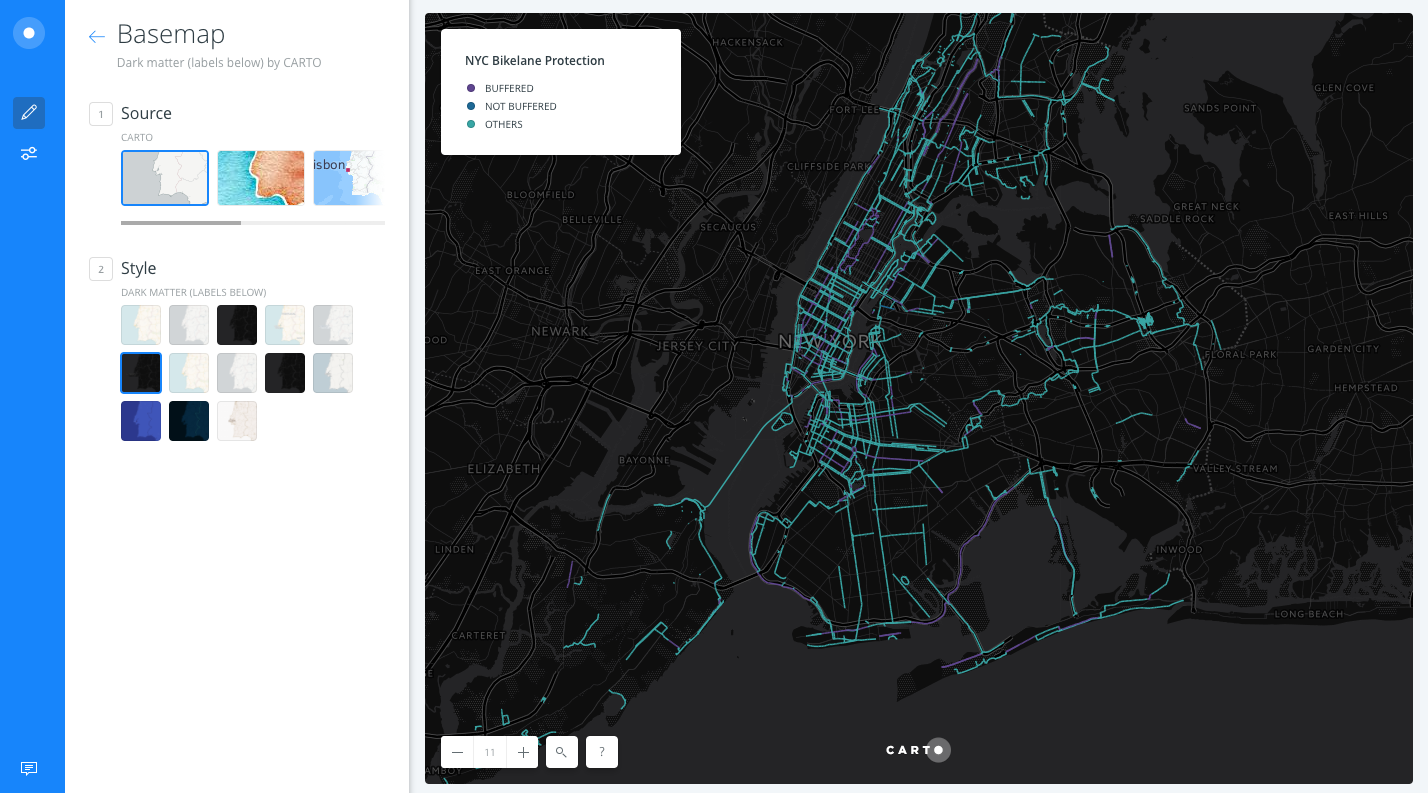 Basemap
Dark matter (labels below) by CARTO
1 Source
CARTO
isbon
2 Style
DARK MATTER (LABELS BELOW)
NYC Bikelane Protection
BUFFERED
NOT BUFFERED
OTHERS
HACKENSACK
GLEN COVE
FORT LEE
SANDS POINT
CLIFFSIDE PARK
BLOOMFIELD
GREAT NECK
BELLEVILLE
SADDLE ROCK
EAST HILLS
SECAUCUS
EAST ORANGE
NEWARK
OOD
JERSEY CITY
NEW YORK
FLORAL PARK
GARDEN CITY
HEMPSTEAD
BAYONNE
ELIZABETH
VALLEY STREAM
LINDEN
INWOOD
LONG BEACH
CARTERET
SE
11
?
CARTO
AMBOY